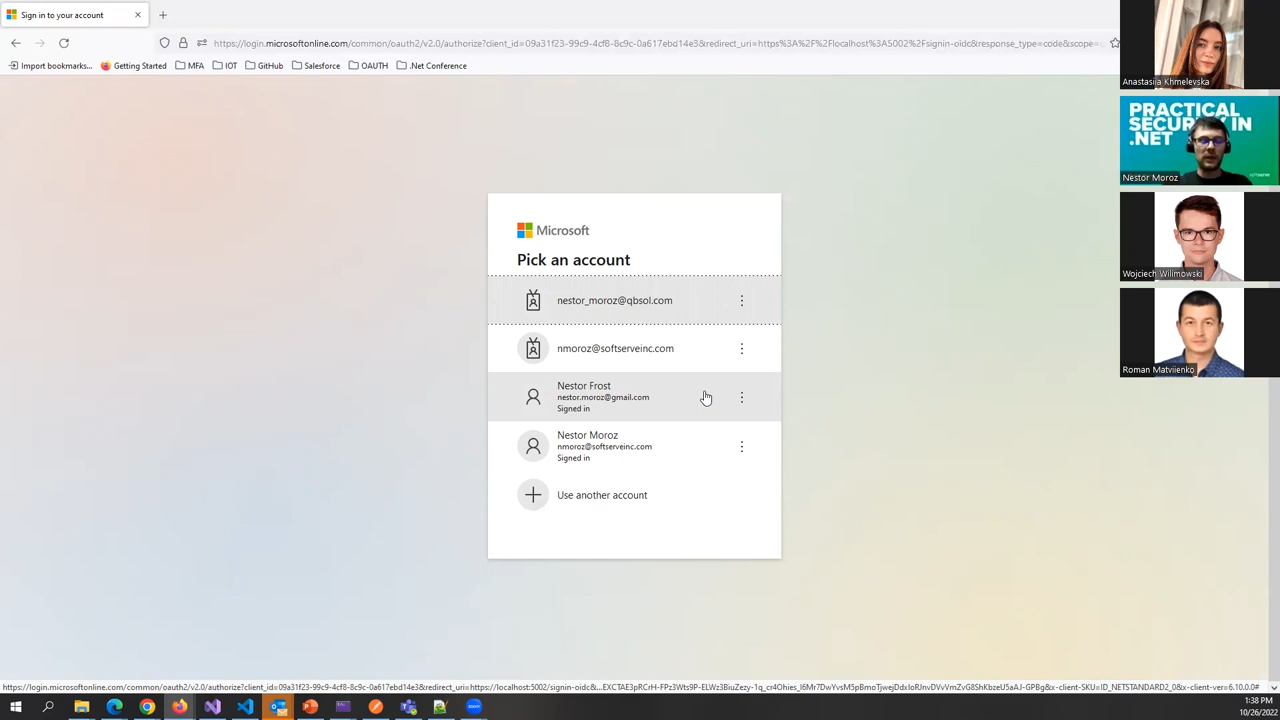 Sign in to your account
https://login.microsoftonline.com/common/oauth2/v2.0/authorize?client_id=09a31f23-99c9-4cf8-8c9c-0a617ebd14e3&redirect_uri=https%3A%2F%2Flocalhost%3A5002%2Fsignin-oidc&response_type=code&scope=
Import bookmarks...
Getting Started
MFA
IOT
GitHub
Salesforce
OAUTH
.Net Conference
Anastasiia Khmelevska
PRACTICAL
SECURITY IN
.NET
softserve
Nestor Moroz
Wojciech Wilimowski
Roman Matviienko
Microsoft
Pick an account
nestor_moroz@qbsol.com
nmoroz@softserveinc.com
Nestor Frost
nestor.moroz@gmail.com
Signed in
Nestor Moroz
nmoroz@softserveinc.com
Signed in
Use another account
1:38 PM
10/26/2022